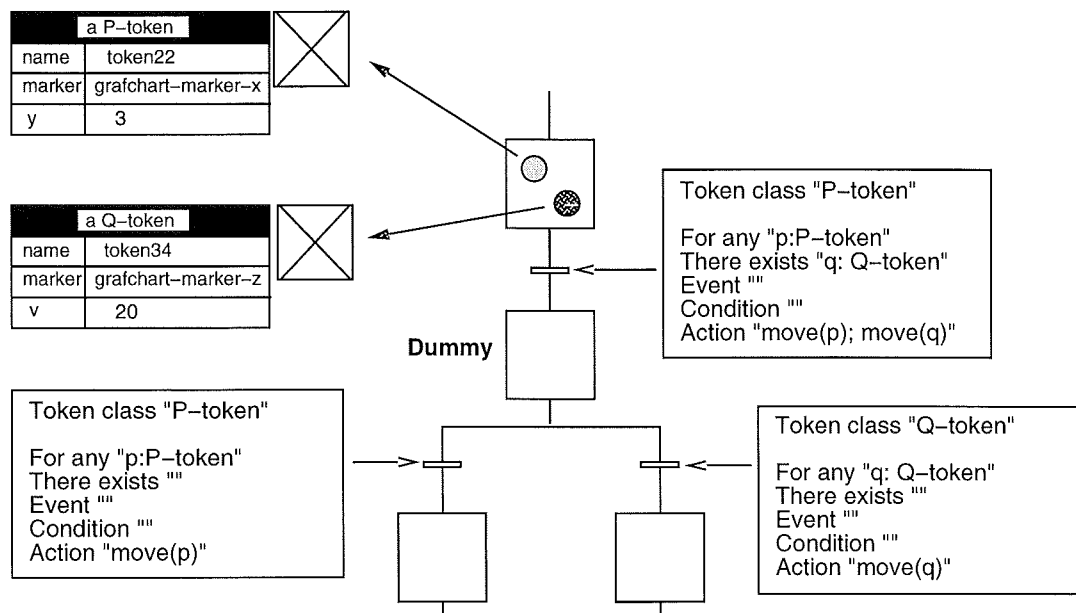 a P−token
name token22
marker grafchart−marker−x
y 3
a Q−token
name token34
marker grafchart−marker−z
v 20
Token class "P−token"
For any "p:P−token"
There exists "q: Q−token"
Event ""
Condition ""
Action "move(p); move(q)"
Dummy
Token class "P−token"
For any "p:P−token"
There exists ""
Event ""
Condition ""
Action "move(p)"
Token class "Q−token"
For any "q: Q−token"
There exists ""
Event ""
Condition ""
Action "move(q)"